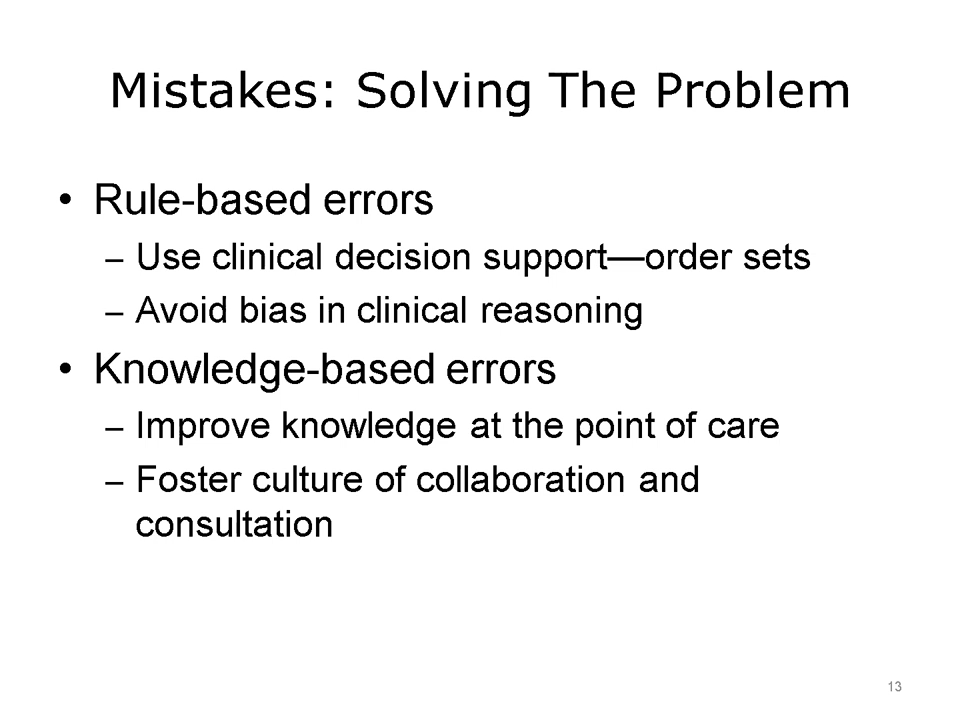 Mistakes: Solving The Problem
• Rule-based errors
– Use clinical decision support—order sets
– Avoid bias in clinical reasoning
• Knowledge-based errors
– Improve knowledge at the point of care
– Foster culture of collaboration and
consultation
13